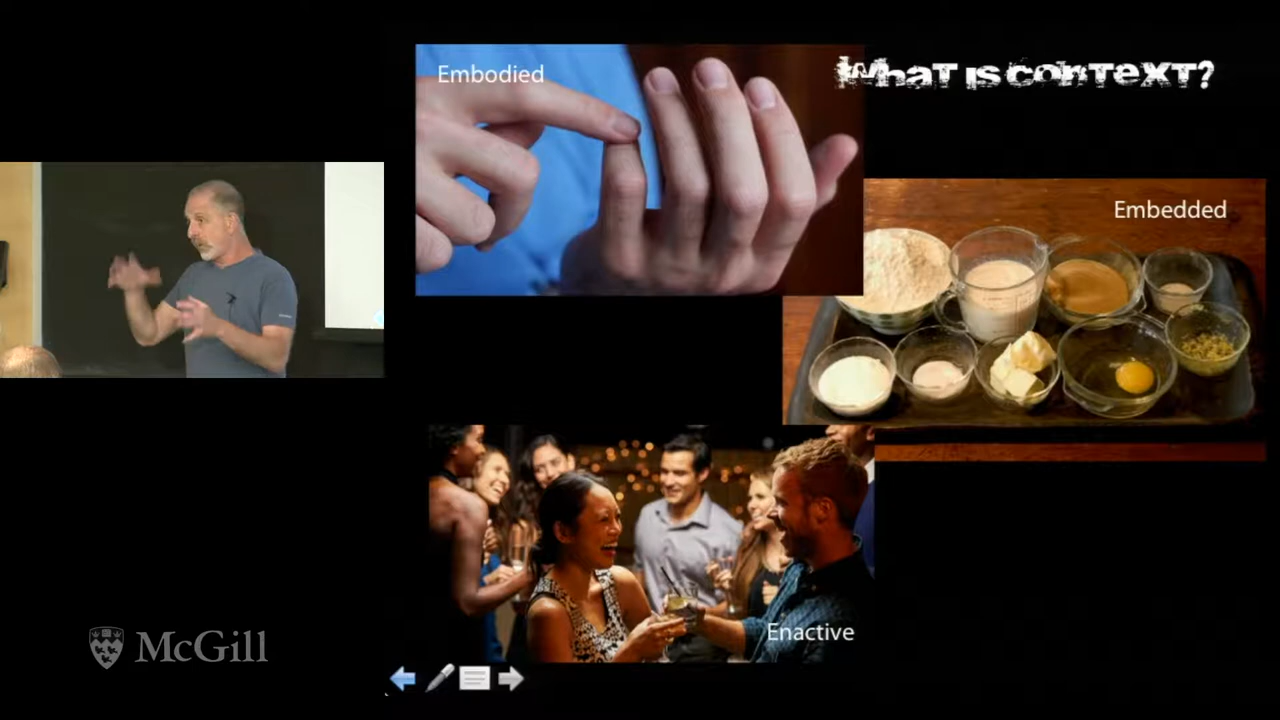 Embodied
What is context?
Embedded
Enactive
McGill